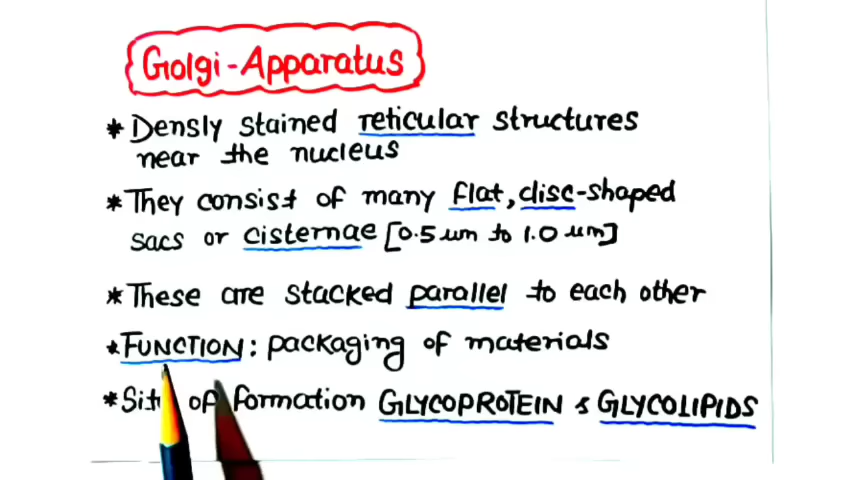 Golgi-Apparatus
* Densly stained reticular structures
near the nucleus
* They consist of many flat, disc-shaped
sacs or cisternae [0.5 um to 1.0 um]
* These are stacked parallel to each other
* FUNCTION: packaging of materials
* Site of formation GLYCOPROTEIN & GLYCOLIPIDS